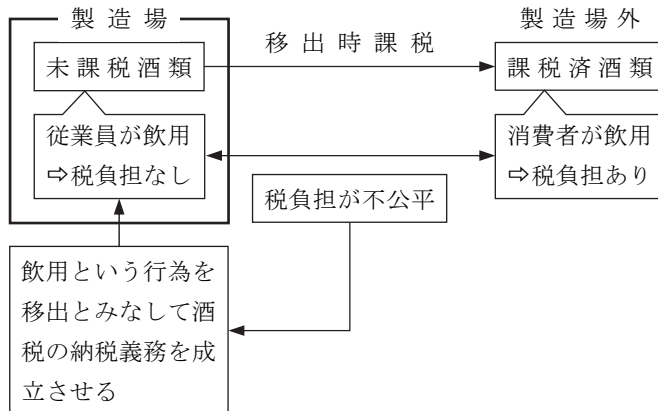 製造場
製造場外
移出時課税
未課税酒類
課税済酒類
従業員が飲用
⇨税負担なし
消費者が飲用
⇨税負担あり
税負担が不公平
飲用という行為を
移出とみなして酒
税の納税義務を成
立させる